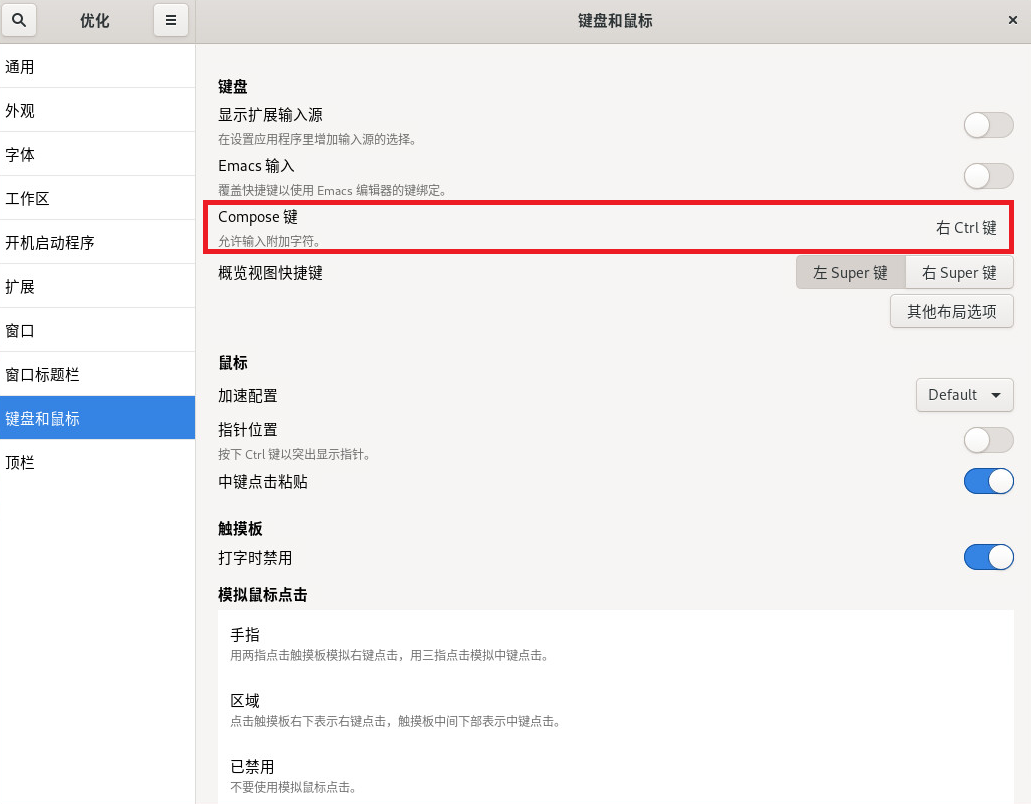 优化
键盘和鼠标
通用
外观
字体
工作区
开机启动程序
扩展
窗口
窗口标题栏
键盘和鼠标
顶栏
键盘
显示扩展输入源
在设置应用程序里增加输入源的选择。
Emacs 输入
覆盖快捷键以使用 Emacs 编辑器的键绑定。
Compose 键
右 Ctrl 键
允许输入附加字符。
概览视图快捷键
左 Super 键
右 Super 键
其他布局选项
鼠标
加速配置
Default
指针位置
按下 Ctrl 键以突出显示指针。
中键点击粘贴
触摸板
打字时禁用
模拟鼠标点击
手指
用两指点击触摸板模拟右键点击，用三指点击模拟中键点击。
区域
点击触摸板右下表示右键点击，触摸板中间下部表示中键点击。
已禁用
不要使用模拟鼠标点击。